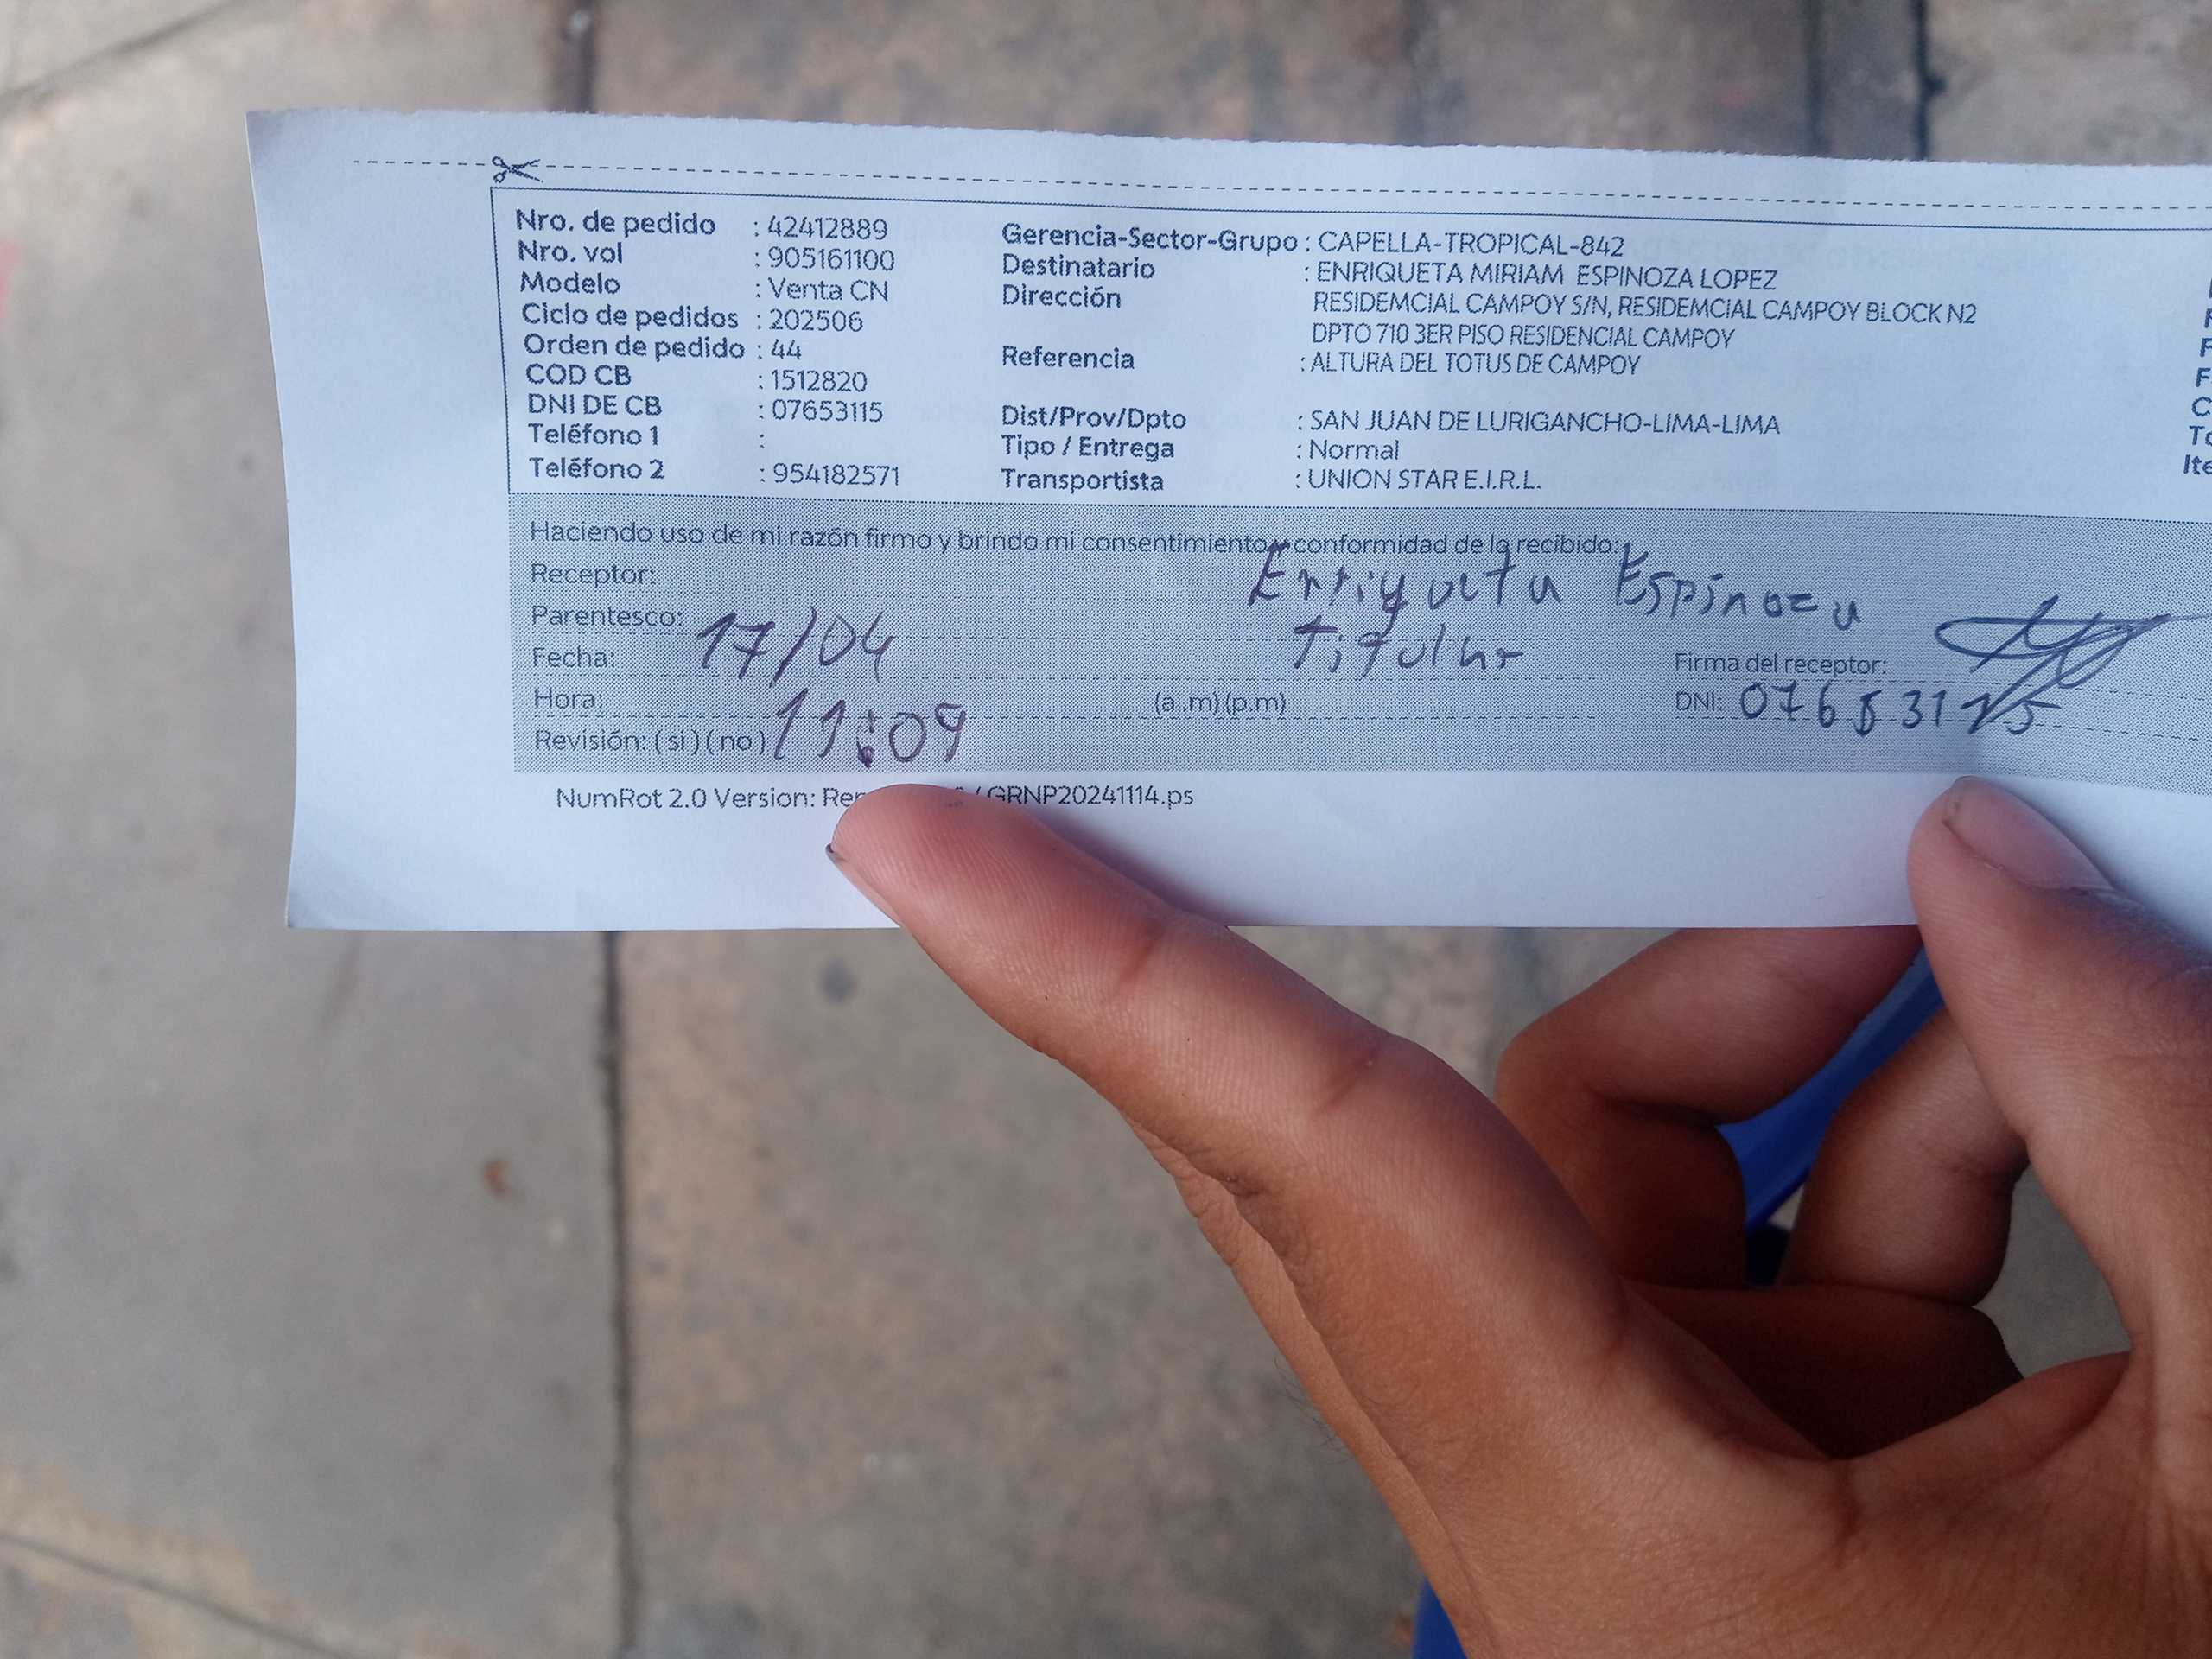 Nro. de pedido : 42412889
Nro. vol : 905161100
Modelo : Venta CN
Ciclo de pedidos : 202506
Orden de pedido : 44
COD CB : 1512820
DNI DE CB : 07653115
Teléfono 1 :
Teléfono 2 : 954182571
Gerencia-Sector-Grupo : CAPELLA-TROPICAL-842
Destinatario : ENRIQUETA MIRIAM ESPINOZA LOPEZ
Dirección RESIDEMCIAL CAMPOY S/N, RESIDEMCIAL CAMPOY BLOCK N2
DPTO 710 3ER PISO RESIDENCIAL CAMPOY
Referencia : ALTURA DEL TOTUS DE CAMPOY
Dist/Prov/Dpto : SAN JUAN DE LURIGANCHO-LIMA-LIMA
Tipo / Entrega : Normal
Transportista : UNION STAR E.I.R.L.
Haciendo uso de mi razón firmo y brindo mi consentimiento y conformidad de lo recibido:
Receptor: Enriqueta Espinoza
Parentesco: Titular
Fecha: 17/04
Firma del receptor:
Hora: 11:09 (a .m) (p.m)
DNI: 07653115
Revisión: ( si ) ( no )
NumRot 2.0 Version: GRNP20241114.ps